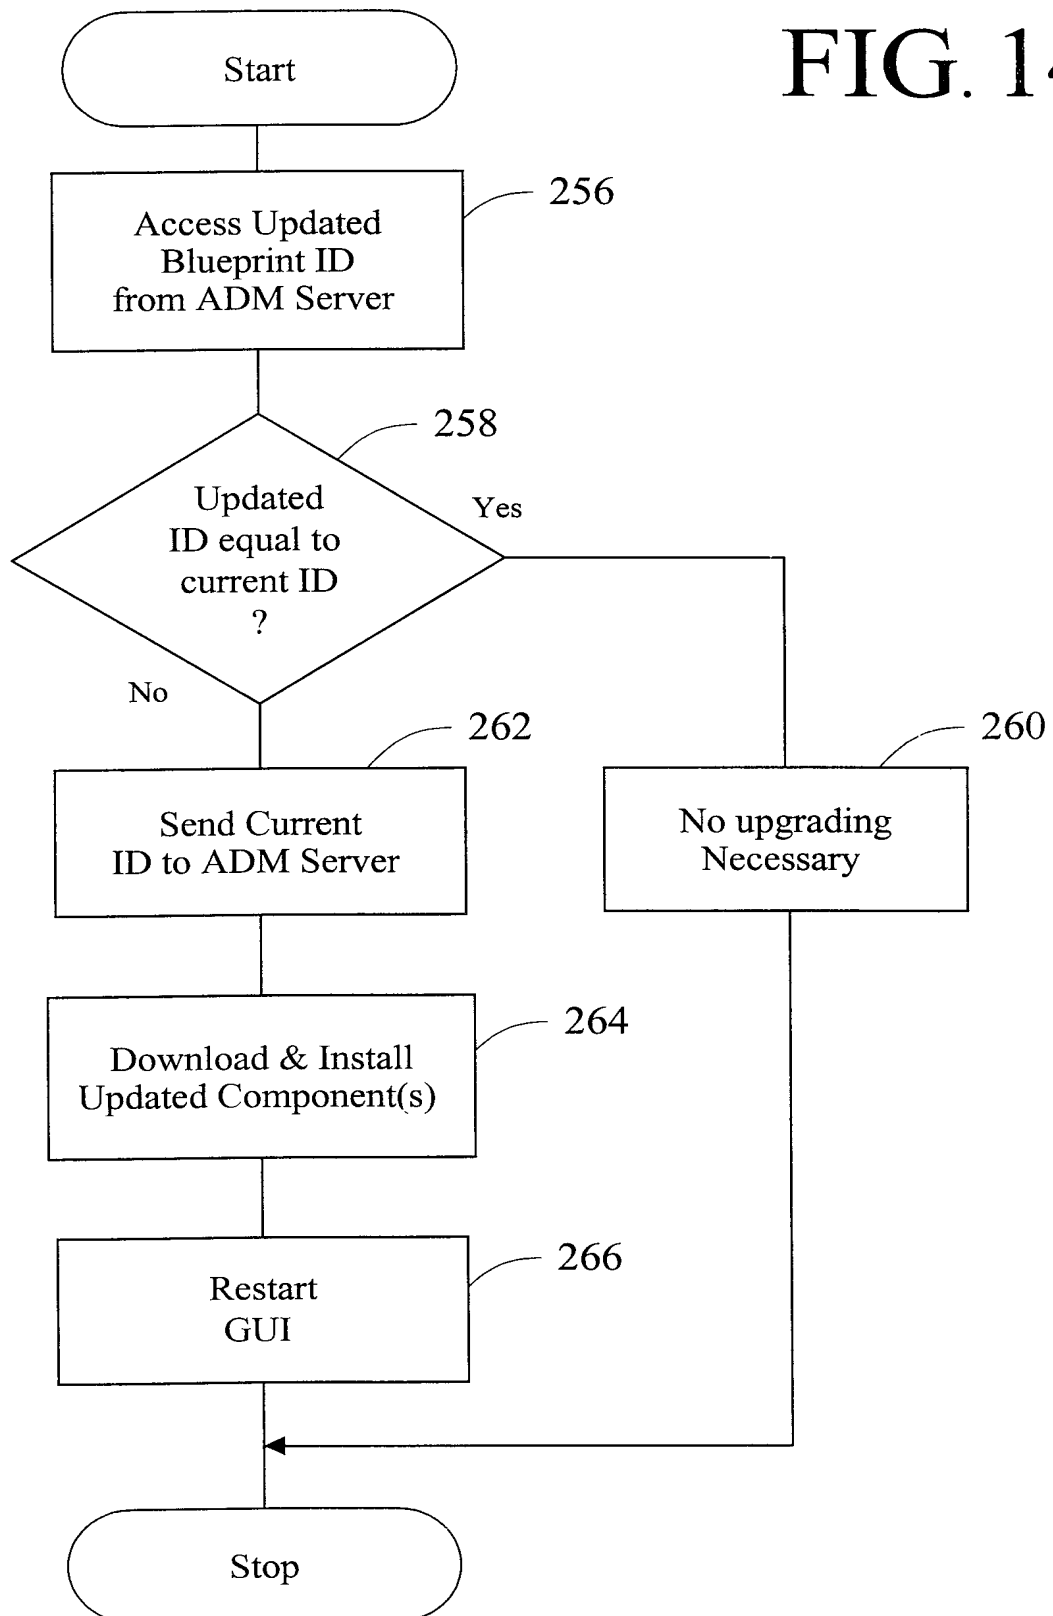 FIG. 14
Start
256
Access Updated
Blueprint ID
from ADM Server
258
Updated
ID equal to
current ID
?
Yes
No
262
Send Current
ID to ADM Server
260
No upgrading
Necessary
264
Download & Install
Updated Component(s)
266
Restart
GUI
Stop